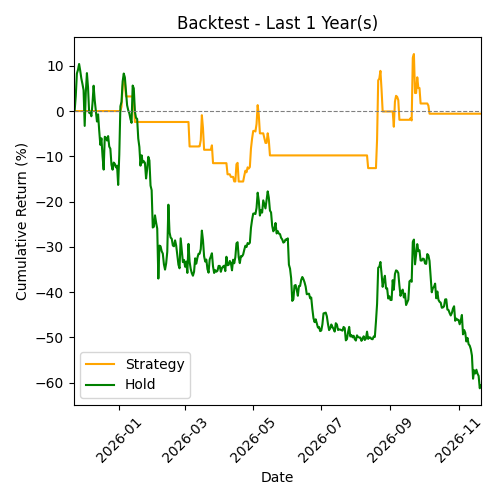 Backtest - Last 1 Year(s)
Cumulative Return (%)
10
0
−10
−20
−30
−40
−50
−60
Strategy
Hold
2026-01
2026-03
2026-05
2026-07
2026-09
2026-11
Date